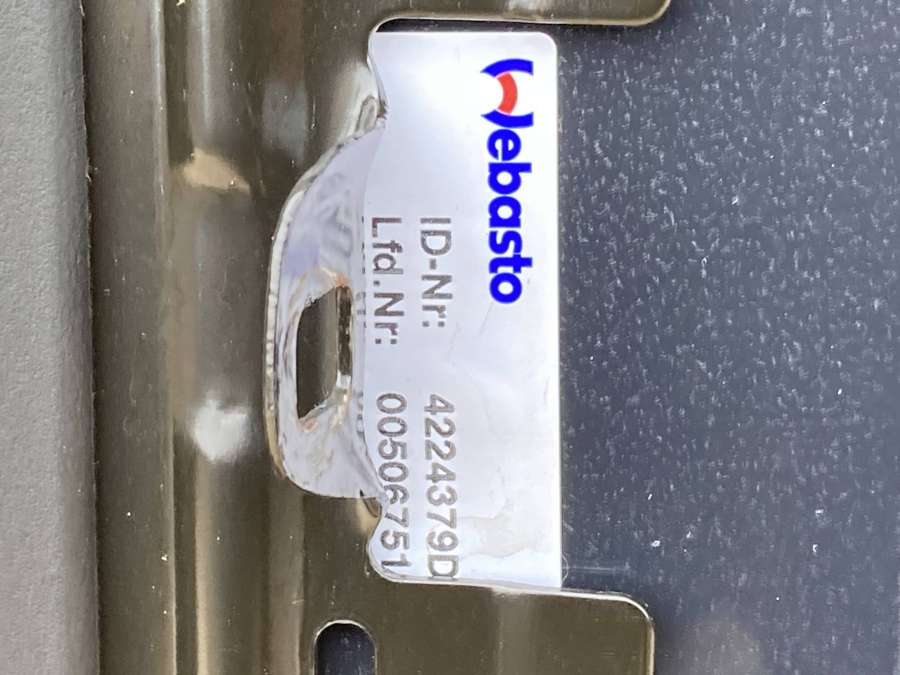 Webasto
ID-Nr: 4224379D
Lfd.Nr: 00506751